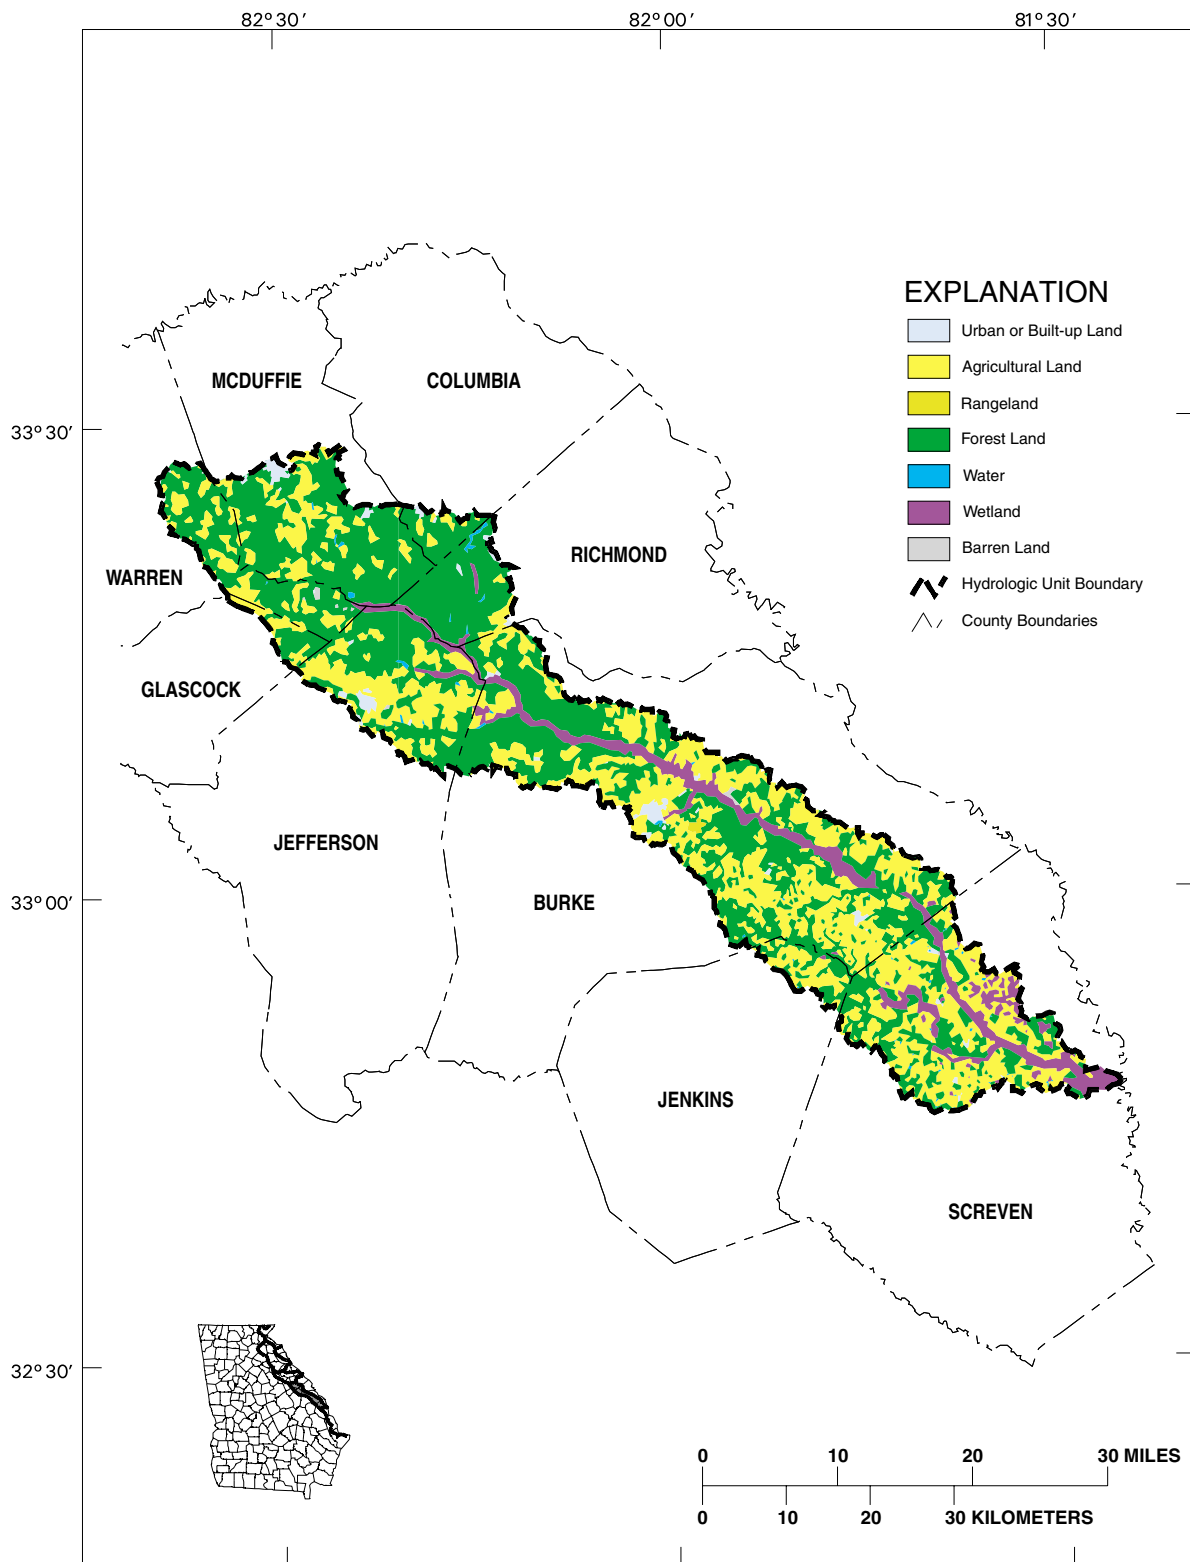 82° 30′ 82° 00′ 81° 30′
EXPLANATION
Urban or Built-up Land
Agricultural Land
Rangeland
Forest Land
Water
Wetland
Barren Land
Hydrologic Unit Boundary
County Boundaries
MCDUFFIE COLUMBIA
33° 30′
RICHMOND
WARREN
GLASCOCK
JEFFERSON
33° 00′
BURKE
JENKINS
SCREVEN
32° 30′
0 10 20 30 MILES
0 10 20 30 KILOMETERS